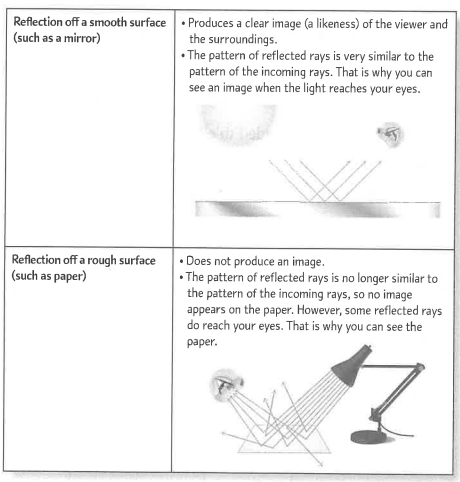 Reflection off a smooth surface
(such as a mirror)
• Produces a clear image (a likeness) of the viewer and
the surroundings.
• The pattern of reflected rays is very similar to the
pattern of the incoming rays. That is why you can
see an image when the light reaches your eyes.
Reflection off a rough surface
(such as paper)
• Does not produce an image.
• The pattern of reflected rays is no longer similar to
the pattern of the incoming rays, so no image
appears on the paper. However, some reflected rays
do reach your eyes. That is why you can see the
paper.